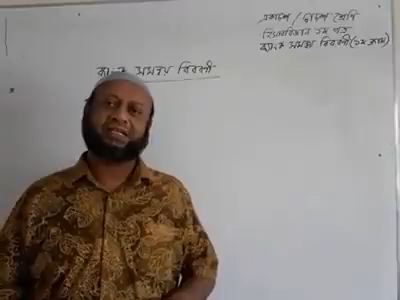 একাদশ / দ্বাদশ শ্রেণি
হিসাববিজ্ঞান ১ম পত্র
ব্যাংক সমন্বয় বিবরণী (১ম ক্লাস)
ব্যাংক সমন্বয় বিবরণী